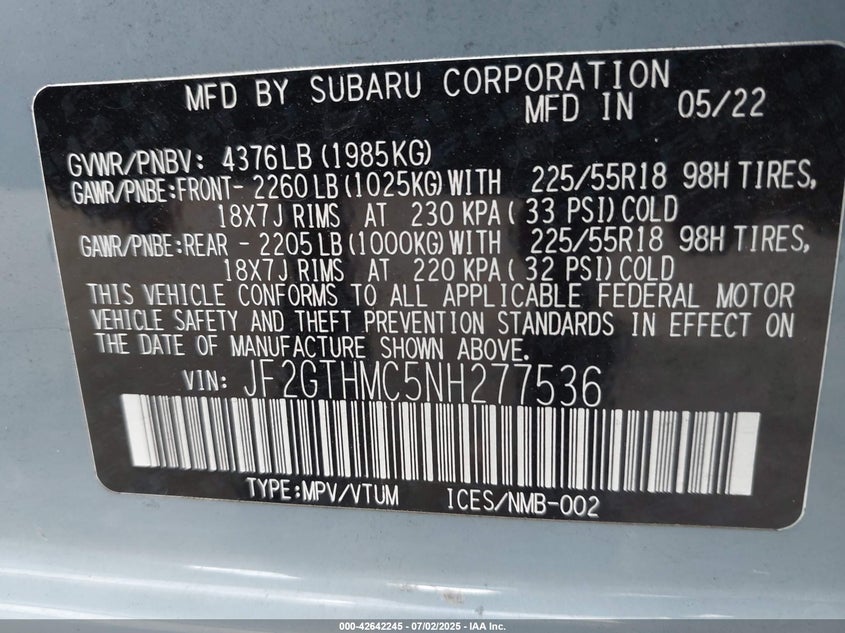 MFD BY SUBARU CORPORATION
MFD IN 05/22
GVWR/PNBV: 4376LB(1985KG)
GAWR/PNBE:FRONT- 2260LB(1025KG)WITH 225/55R18 98H TIRES,
18X7J RIMS AT 230 KPA( 33 PSI)COLD
GAWR/PNBE:REAR - 2205LB(1000KG)WITH 225/55R18 98H TIRES,
18X7J RIMS AT 220 KPA( 32 PSI)COLD
THIS VEHICLE CONFORMS TO ALL APPLICABLE FEDERAL MOTOR
VEHICLE SAFETY AND THEFT PREVENTION STANDARDS IN EFFECT ON
THE DATE OF MANUFACTURE SHOWN ABOVE.
VIN: JF2GTHMC5NH277536
TYPE:MPV/VTUM ICES/NMB-002
000-42642245 - 07/02/2025 - IAA Inc.